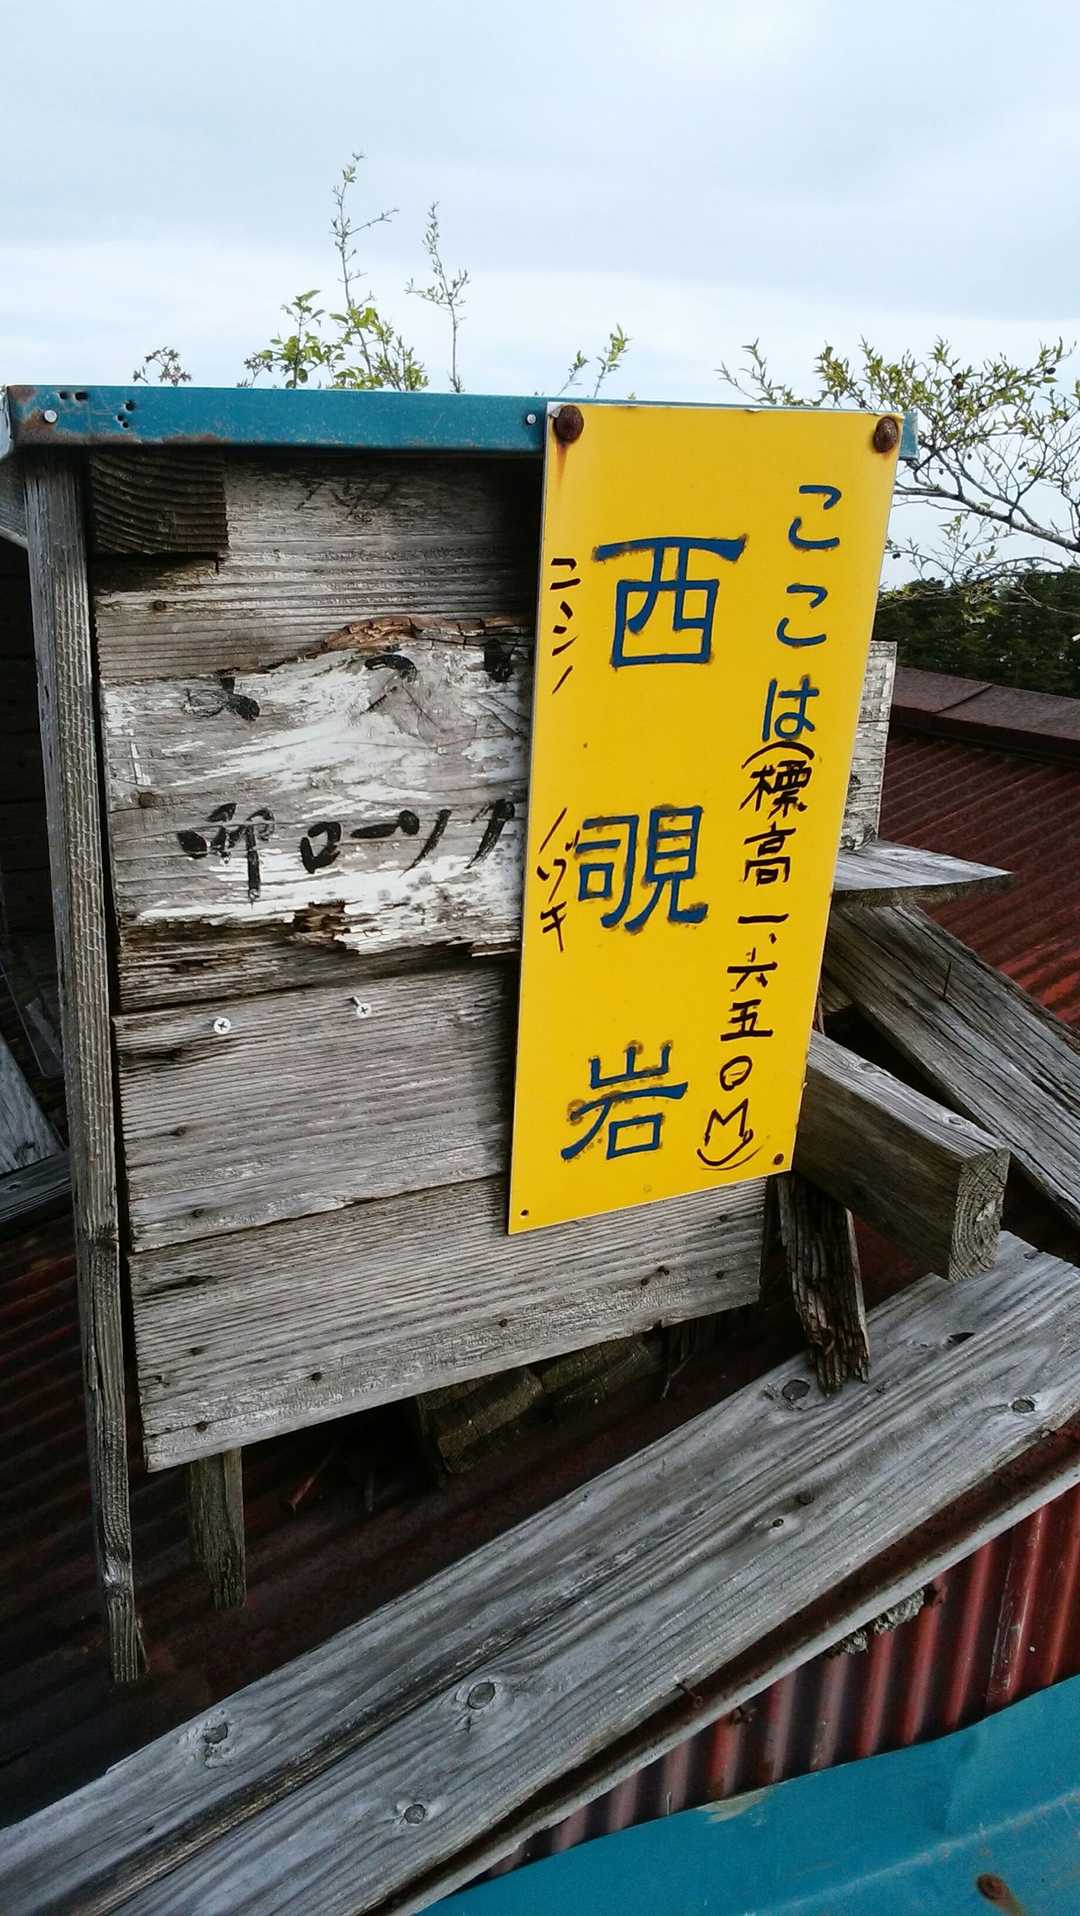 ここは(標高一、六五〇M)
西覗岩
ニシノノゾキ
御ローソク